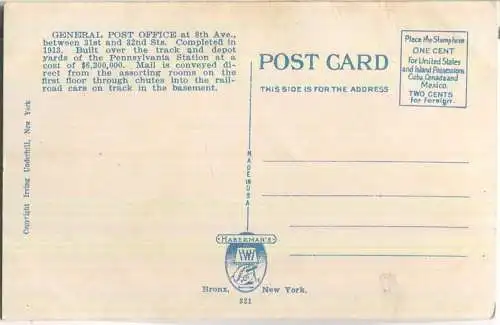 GENERAL POST OFFICE at 8th Ave.,
between 31st and 32nd Sts. Completed in
1913. Built over the track and depot
yards of the Pennsylvania Station at a
cost of $6,200,000. Mail is conveyed di-
rect from the assorting rooms on the
first floor through chutes into the rail-
road cars on track in the basement.
POST CARD
THIS SIDE IS FOR THE ADDRESS
Place the Stamp here
ONE CENT
for United States
and Island Possessions
Cuba, Canada and
Mexico.
TWO CENTS
for Foreign.
Copyright Irving Underhill, New York
MADE IN USA
HABERMAN'S
Bronx, New York.
331